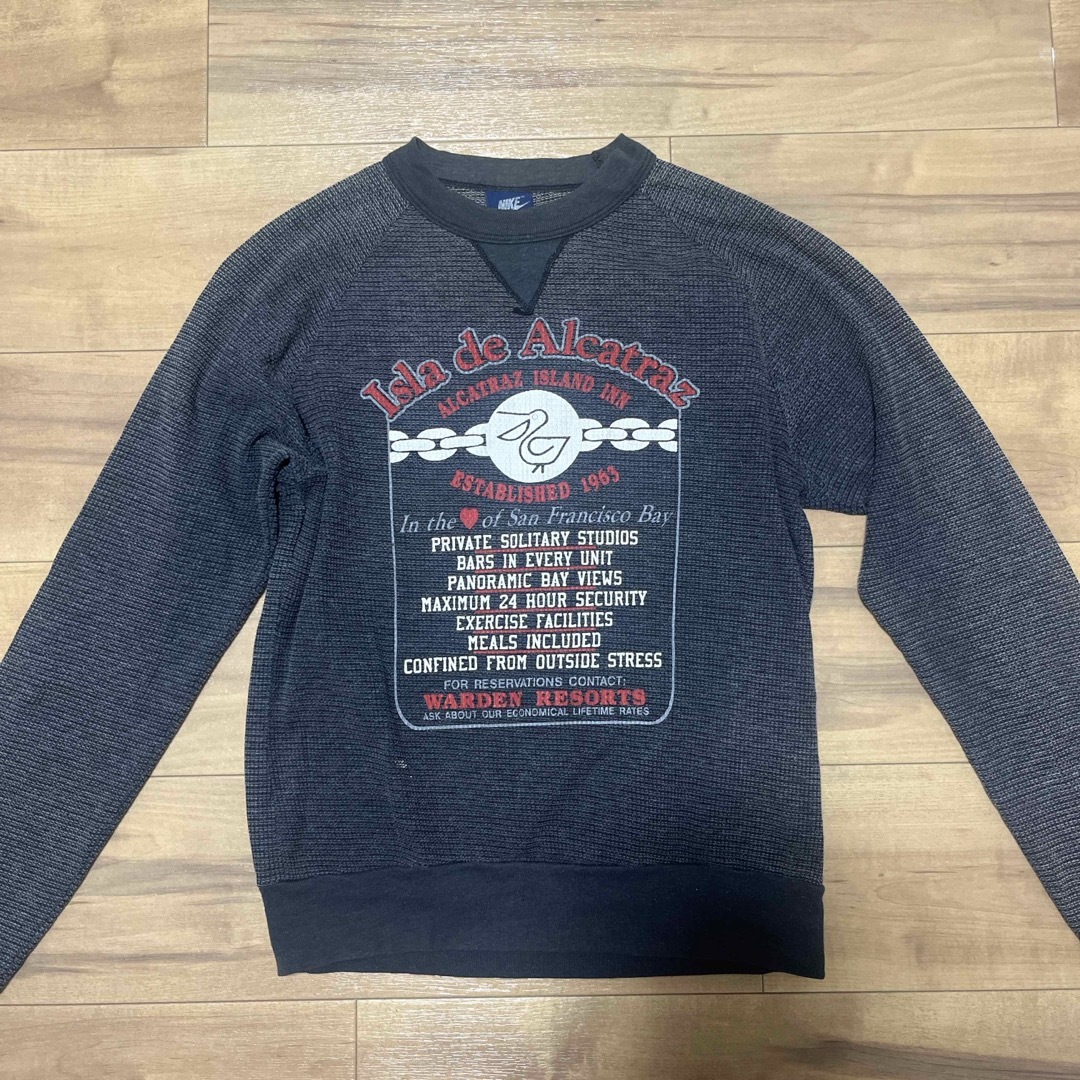 NIKE
Isla de Alcatraz
ALCATRAZ ISLAND INN
ESTABLISHED 1963
In the ❤ of San Francisco Bay
PRIVATE SOLITARY STUDIOS
BARS IN EVERY UNIT
PANORAMIC BAY VIEWS
MAXIMUM 24 HOUR SECURITY
EXERCISE FACILITIES
MEALS INCLUDED
CONFINED FROM OUTSIDE STRESS
FOR RESERVATIONS CONTACT:
WARDEN RESORTS
ASK ABOUT OUR ECONOMICAL LIFETIME RATES